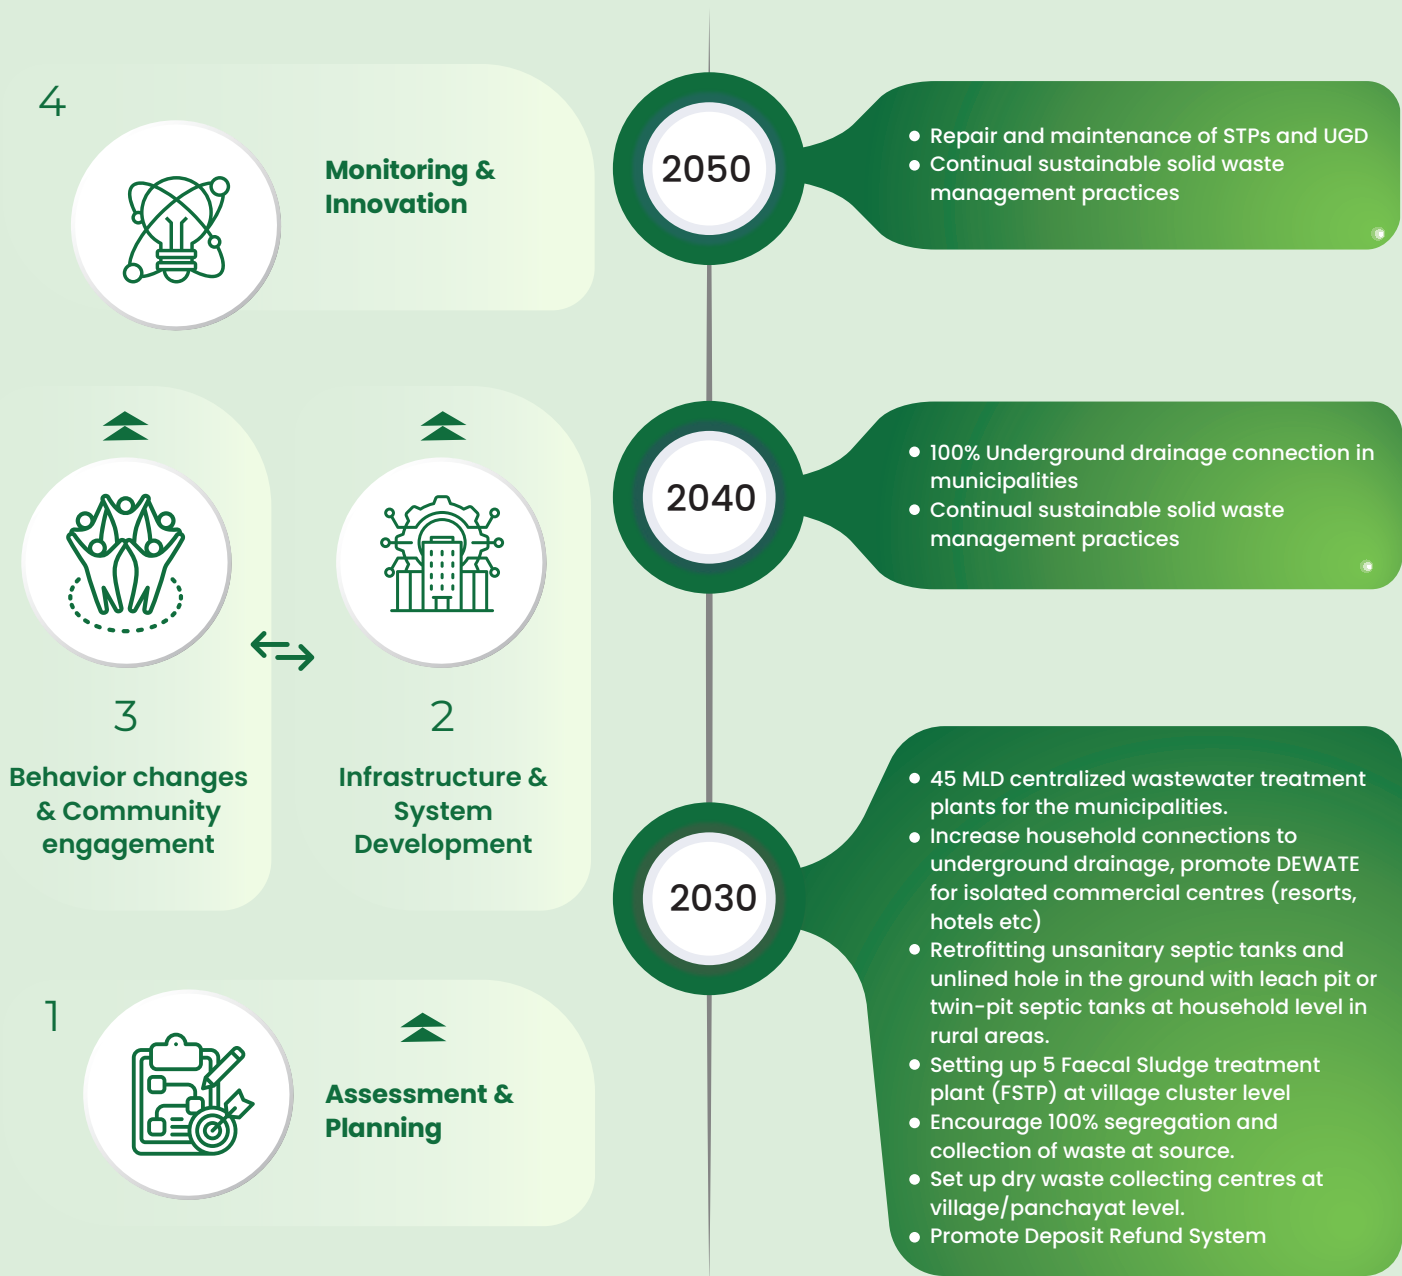 4
Monitoring &
Innovation
3
Behavior changes
& Community
engagement
2
Infrastructure &
System
Development
1
Assessment &
Planning
2050
● Repair and maintenance of STPs and UGD
● Continual sustainable solid waste
management practices
2040
● 100% Underground drainage connection in
municipalities
● Continual sustainable solid waste
management practices
2030
● 45 MLD centralized wastewater treatment
plants for the municipalities.
● Increase household connections to
underground drainage, promote DEWATE
for isolated commercial centres (resorts,
hotels etc)
● Retrofitting unsanitary septic tanks and
unlined hole in the ground with leach pit or
twin-pit septic tanks at household level in
rural areas.
● Setting up 5 Faecal Sludge treatment
plant (FSTP) at village cluster level
● Encourage 100% segregation and
collection of waste at source.
● Set up dry waste collecting centres at
village/panchayat level.
● Promote Deposit Refund System